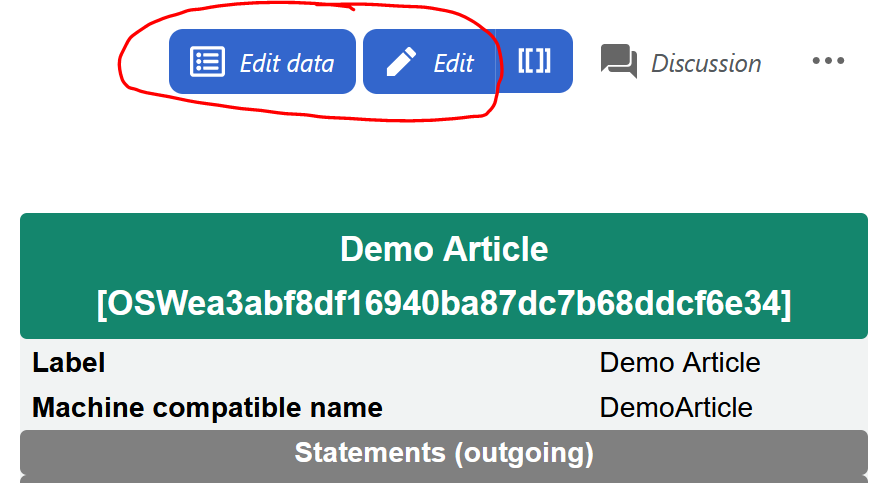 Edit data Edit [[]] Discussion
Demo Article
[OSWea3abf8df16940ba87dc7b68ddcf6e34]
Label Demo Article
Machine compatible name DemoArticle
Statements (outgoing)